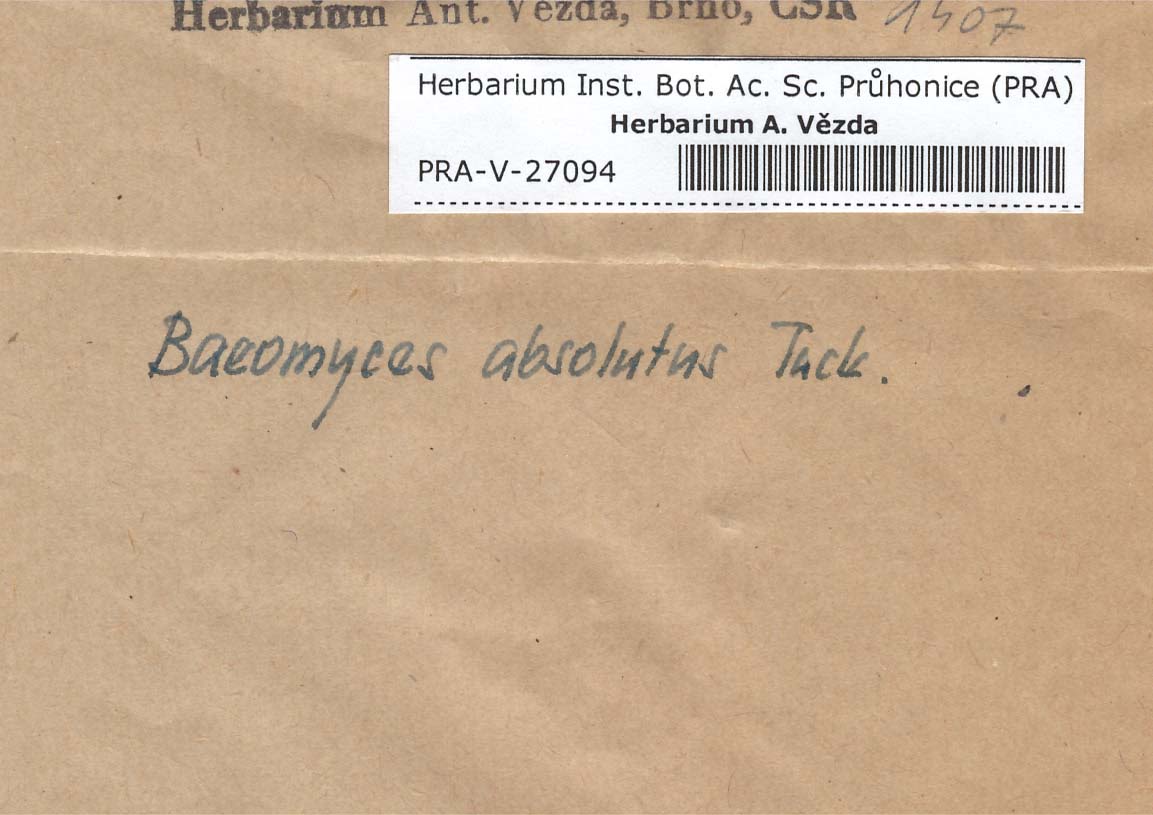 Herbarium Ant. Vězda, Brno, ČSR 1407
Herbarium Inst. Bot. Ac. Sc. Průhonice (PRA)
Herbarium A. Vězda
PRA-V-27094
Baeomyces absolutus Tuck.